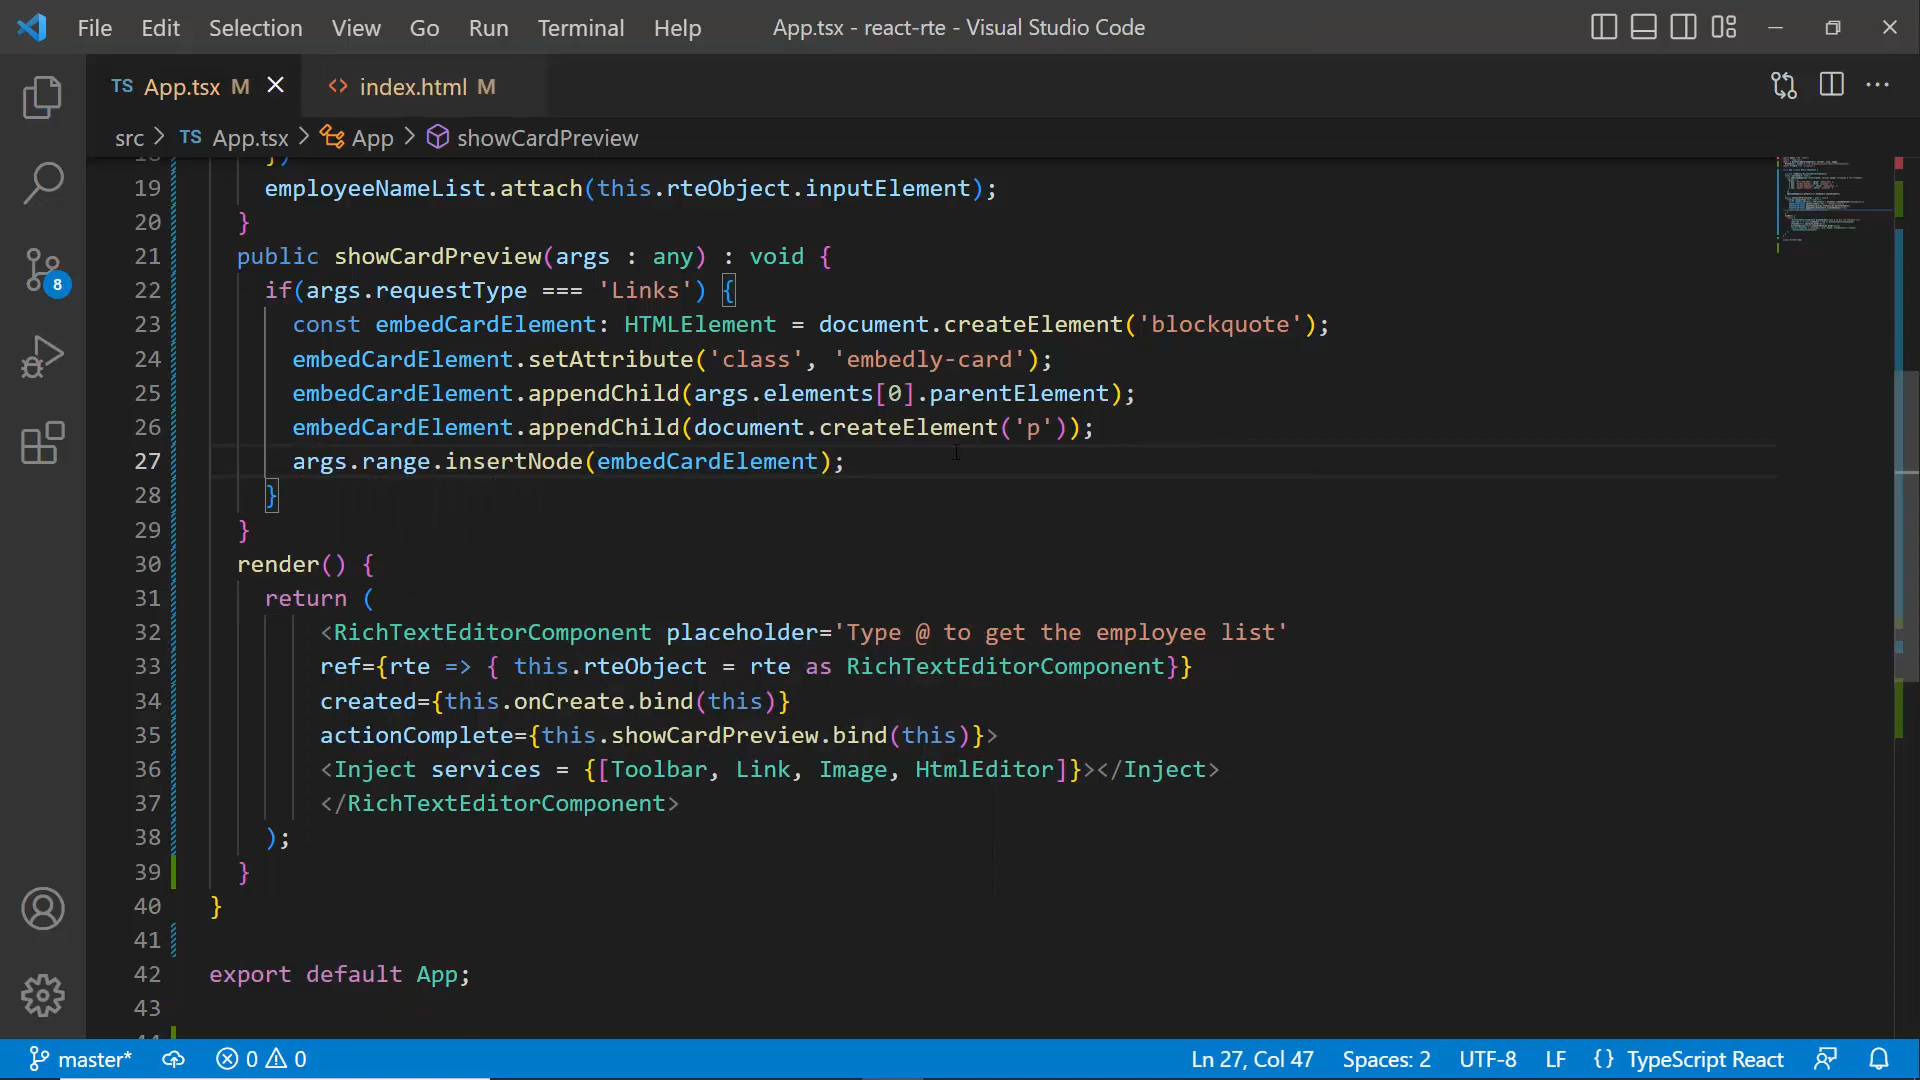 File Edit Selection View Go Run Terminal Help App.tsx - react-rte - Visual Studio Code
TS App.tsx M index.html M
src TS App.tsx App showCardPreview
19 employeeNameList.attach(this.rteObject.inputElement);
20 }
21 public showCardPreview(args : any) : void {
22 if(args.requestType === 'Links') {
23 const embedCardElement: HTMLElement = document.createElement('blockquote');
24 embedCardElement.setAttribute('class', 'embedly-card');
25 embedCardElement.appendChild(args.elements[0].parentElement);
26 embedCardElement.appendChild(document.createElement('p'));
27 args.range.insertNode(embedCardElement);
28 }
29 }
30 render() {
31 return (
32 <RichTextEditorComponent placeholder='Type @ to get the employee list'
33 ref={rte => { this.rteObject = rte as RichTextEditorComponent}}
34 created={this.onCreate.bind(this)}
35 actionComplete={this.showCardPreview.bind(this)}>
36 <Inject services = {[Toolbar, Link, Image, HtmlEditor]}></Inject>
37 </RichTextEditorComponent>
38 );
39 }
40 }
41
42 export default App;
43
8
master* 0 0 Ln 27, Col 47 Spaces: 2 UTF-8 LF {} TypeScript React